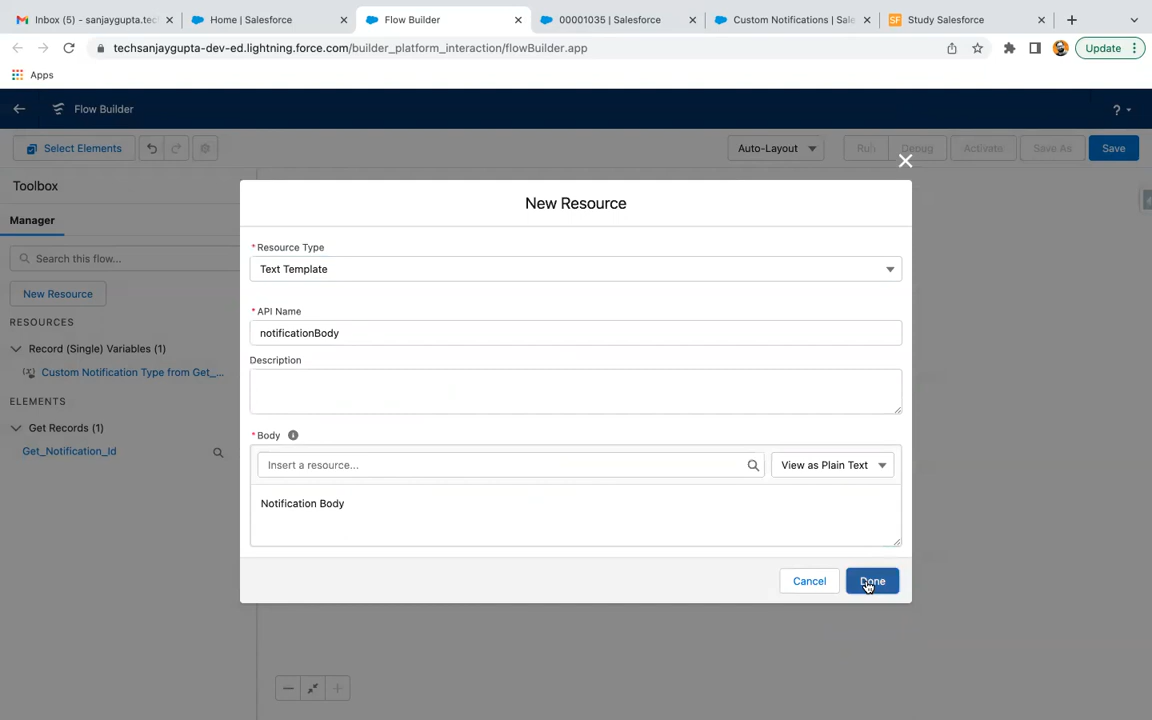 Inbox (5) - sanjaygupta.tec
Home | Salesforce
Flow Builder
00001035 | Salesforce
Custom Notifications | Sale
SF Study Salesforce
techsanjaygupta-dev-ed.lightning.force.com/builder_platform_interaction/flowBuilder.app
Update
Apps
Flow Builder
?
Select Elements
Auto-Layout
Run
Debug
Activate
Save As
Save
Toolbox
Manager
Search this flow...
New Resource
RESOURCES
Record (Single) Variables (1)
Custom Notification Type from Get_...
ELEMENTS
Get Records (1)
Get_Notification_Id
New Resource
* Resource Type
Text Template
* API Name
notificationBody
Description
* Body
Insert a resource...
View as Plain Text
Notification Body
Cancel
Done